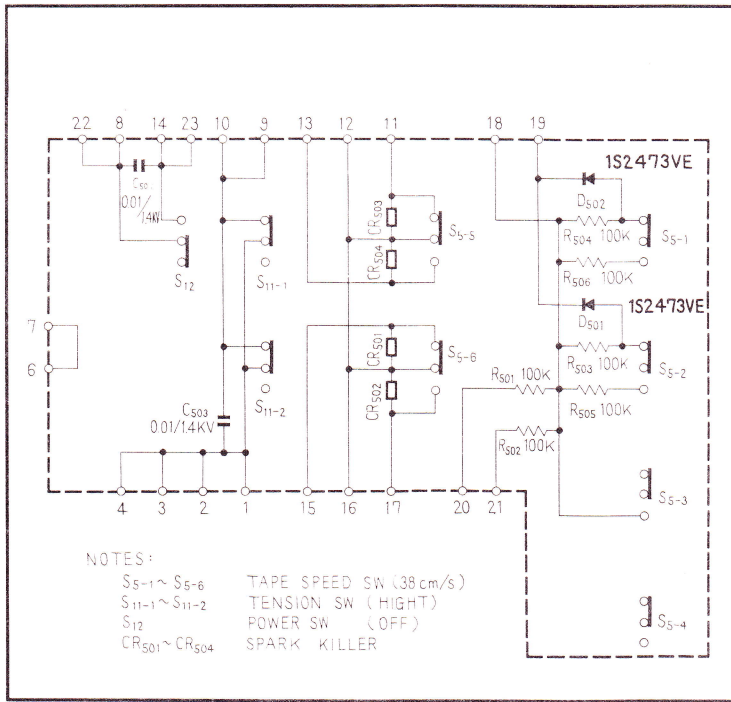 22 8 14 23 10 9 13 12 11 18 19
1S2473VE
D502
R504 100K
S5-1
R506 100K
C50
0.01/1.4KV
S12
S11-1
CR503
CR504
S5-5
1S2473VE
D501
R503 100K
S5-2
R505 100K
7
6
S11-2
C503
0.01/1.4KV
CR501
CR502
S5-6
R501 100K
R502 100K
S5-3
S5-4
4 3 2 1 15 16 17 20 21
NOTES:
S5-1~S5-6 TAPE SPEED SW (38cm/s)
S11-1~S11-2 TENSION SW (HIGHT)
S12 POWER SW (OFF)
CR501~CR504 SPARK KILLER